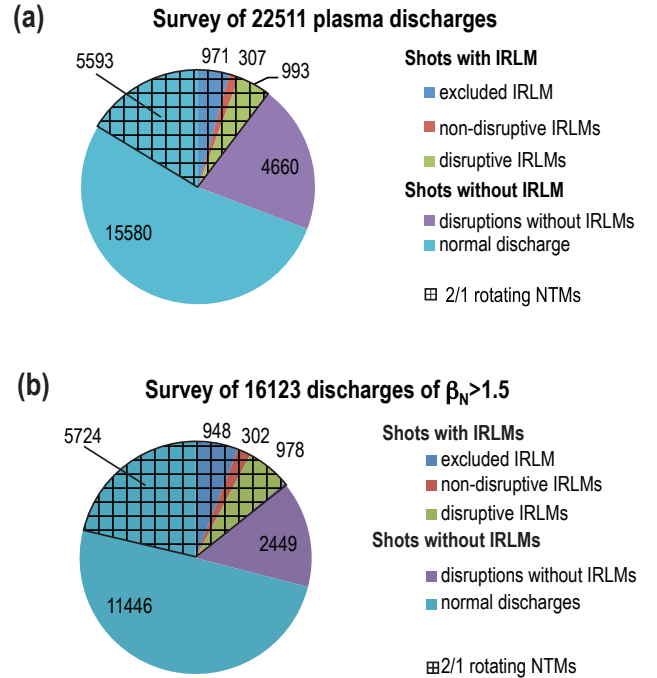 (a)
Survey of 22511 plasma discharges
5593
971
307
993
4660
15580
Shots with IRLM
excluded IRLM
non-disruptive IRLMs
disruptive IRLMs
Shots without IRLM
disruptions without IRLMs
normal discharge
2/1 rotating NTMs
(b)
Survey of 16123 discharges of βN>1.5
5724
948
302
978
2449
11446
Shots with IRLMs
excluded IRLM
non-disruptive IRLMs
disruptive IRLMs
Shots without IRLMs
disruptions without IRLMs
normal discharges
2/1 rotating NTMs